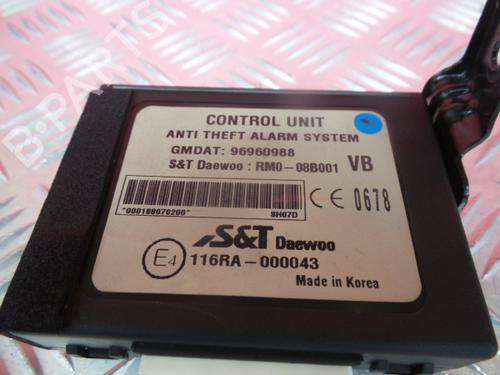 CONTROL UNIT
ANTI THEFT ALARM SYSTEM
GMDAT: 96960988
S&T Daewoo : RM0-08B001 VB
*000188070200* 8H07D
CE 0678
S&T Daewoo
E4 116RA-000043
Made in Korea
B-PARTS